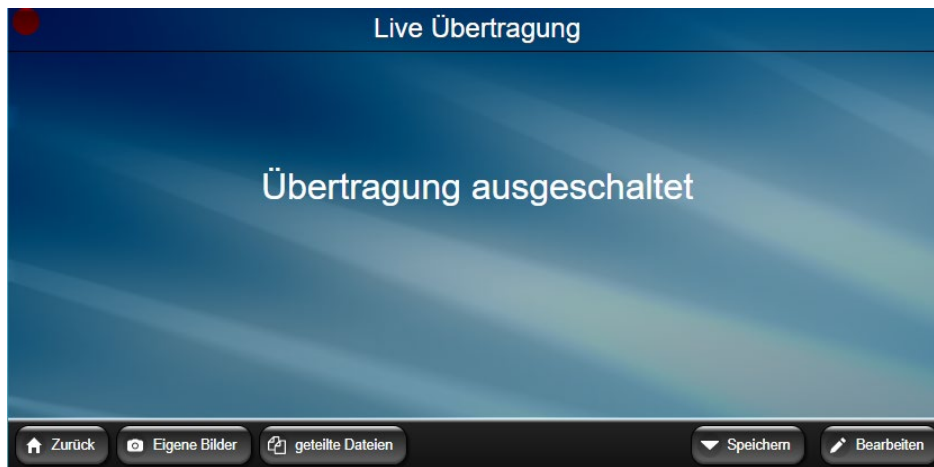 Live Übertragung
Übertragung ausgeschaltet
Zurück Eigene Bilder geteilte Dateien Speichern Bearbeiten